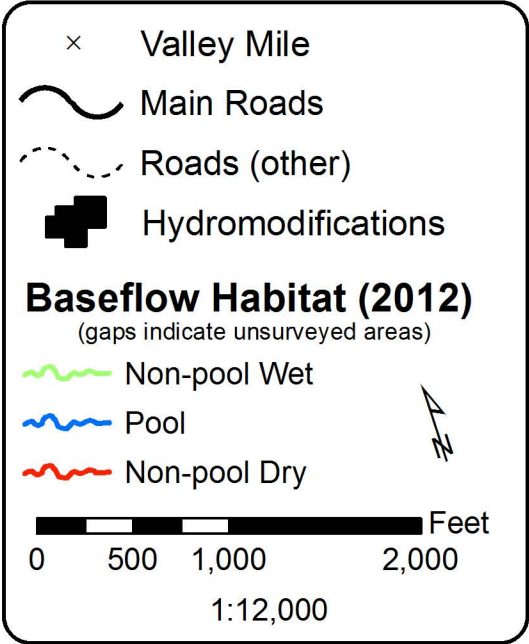 Valley Mile
Main Roads
Roads (other)
Hydromodifications
Baseflow Habitat (2012)
(gaps indicate unsurveyed areas)
Non-pool Wet
Pool
Non-pool Dry
N
Feet
0 500 1,000 2,000
1:12,000